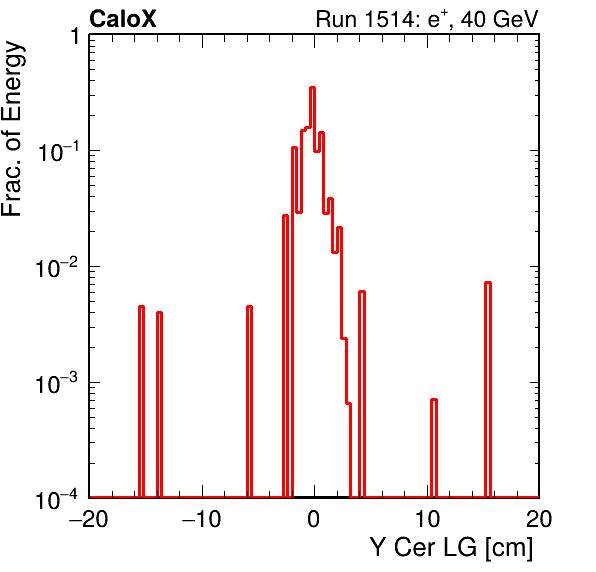 CaloX
Run 1514: e⁺, 40 GeV
Frac. of Energy
1
10⁻¹
10⁻²
10⁻³
10⁻⁴
−20 −10 0 10 20
Y Cer LG [cm]